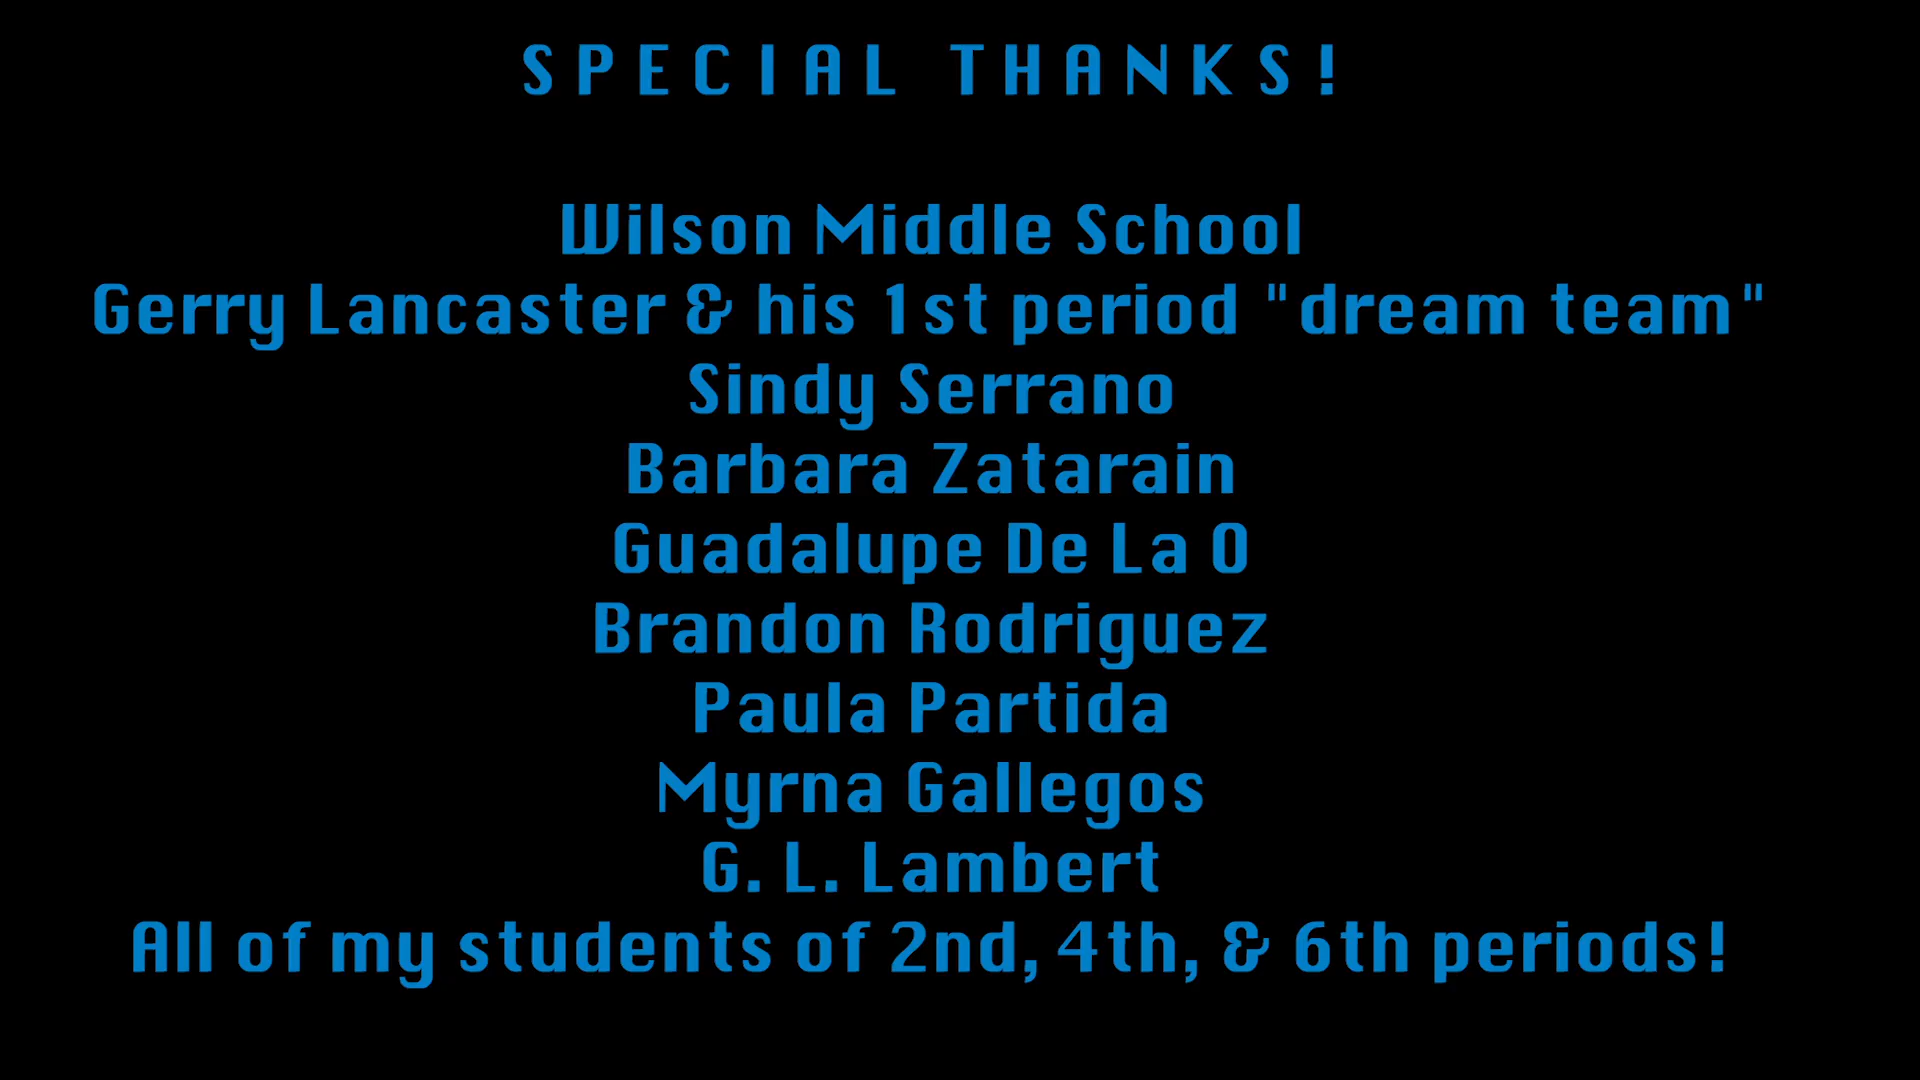 SPECIAL THANKS!
Wilson Middle School
Gerry Lancaster & his 1st period "dream team"
Sindy Serrano
Barbara Zatarain
Guadalupe De La O
Brandon Rodriguez
Paula Partida
Myrna Gallegos
G. L. Lambert
All of my students of 2nd, 4th, & 6th periods!